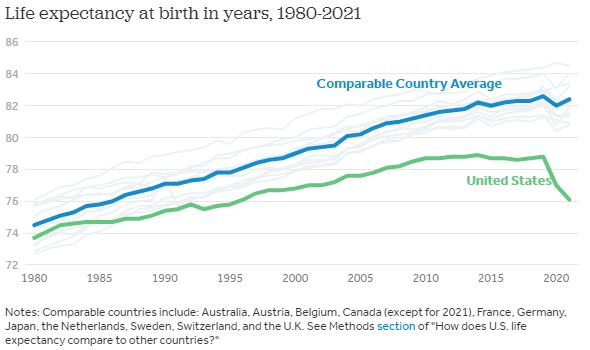 Life expectancy at birth in years, 1980-2021
86
84
Comparable Country Average
82
80
78
United States
76
74
72
1980 1985 1990 1995 2000 2005 2010 2015 2020
Notes: Comparable countries include: Australia, Austria, Belgium, Canada (except for 2021), France, Germany,
Japan, the Netherlands, Sweden, Switzerland, and the U.K. See Methods section of "How does U.S. life
expectancy compare to other countries?"